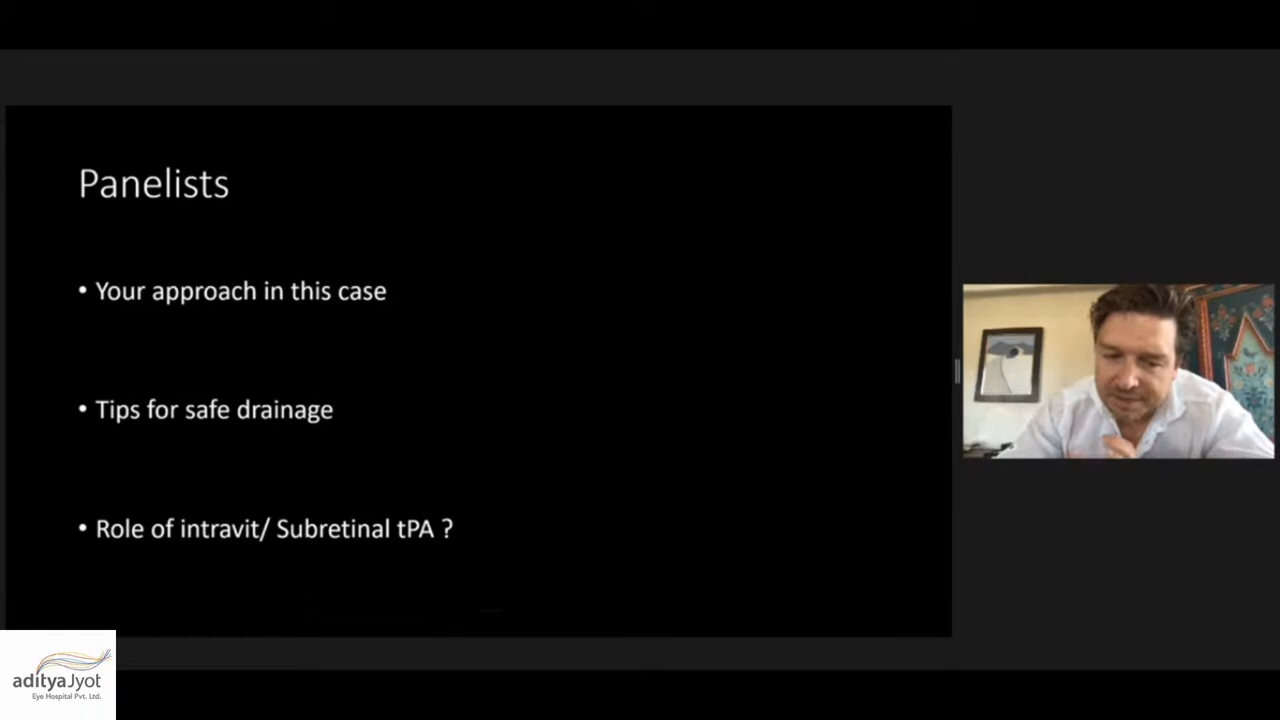 Panelists
• Your approach in this case
• Tips for safe drainage
• Role of intravit/ Subretinal tPA ?
adityaJyot
Eye Hospital Pvt. Ltd.